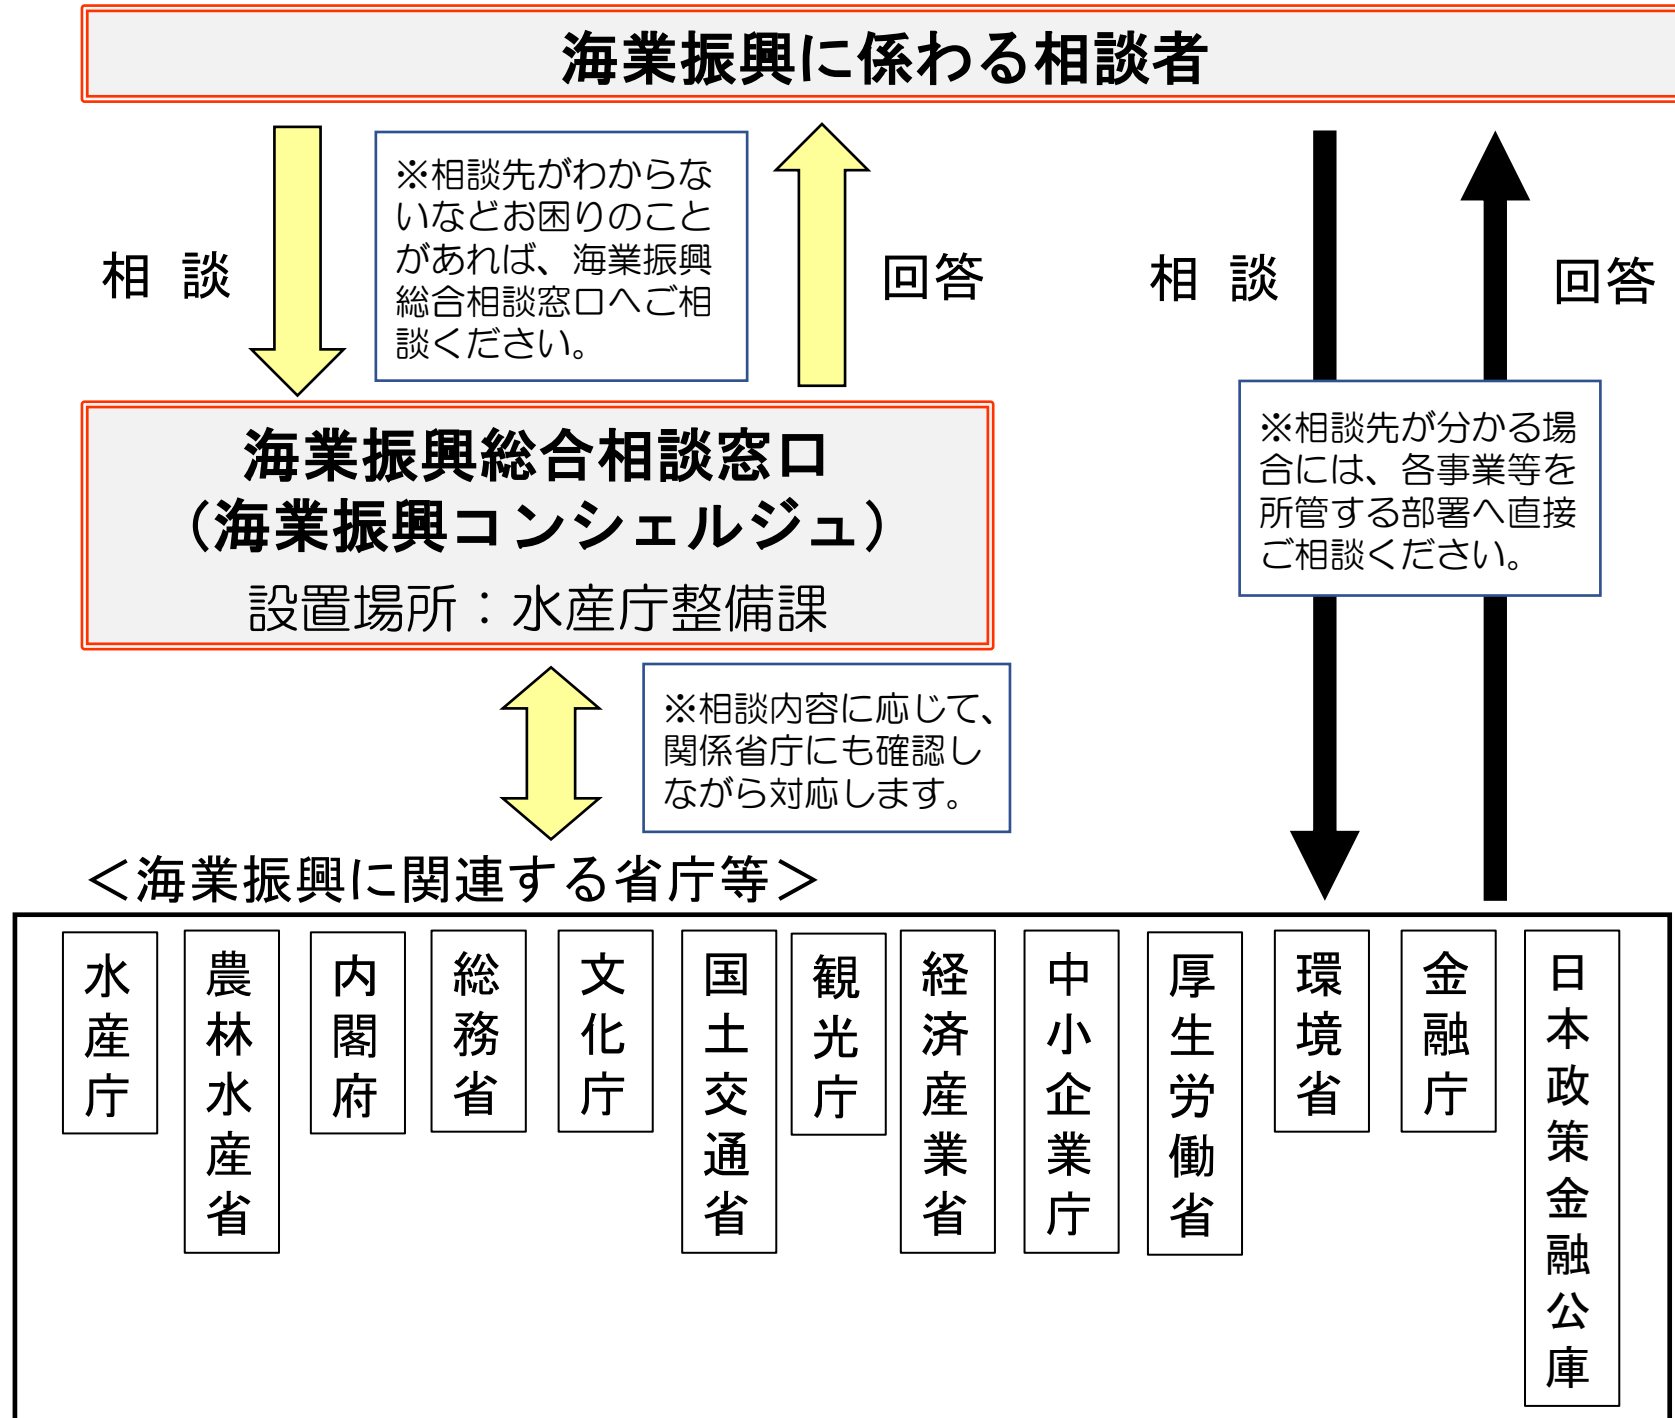 海業振興に係わる相談者
相 談
※相談先がわからな
いなどお困りのこと
があれば、海業振興
総合相談窓口へご相
談ください。
回答
相 談
回答
※相談先が分かる場
合には、各事業等を
所管する部署へ直接
ご相談ください。
海業振興総合相談窓口
（海業振興コンシェルジュ）
設置場所：水産庁整備課
※相談内容に応じて、
関係省庁にも確認し
ながら対応します。
＜海業振興に関連する省庁等＞
水産庁
農林水産省
内閣府
総務省
文化庁
国土交通省
観光庁
経済産業省
中小企業庁
厚生労働省
環境省
金融庁
日本政策金融公庫